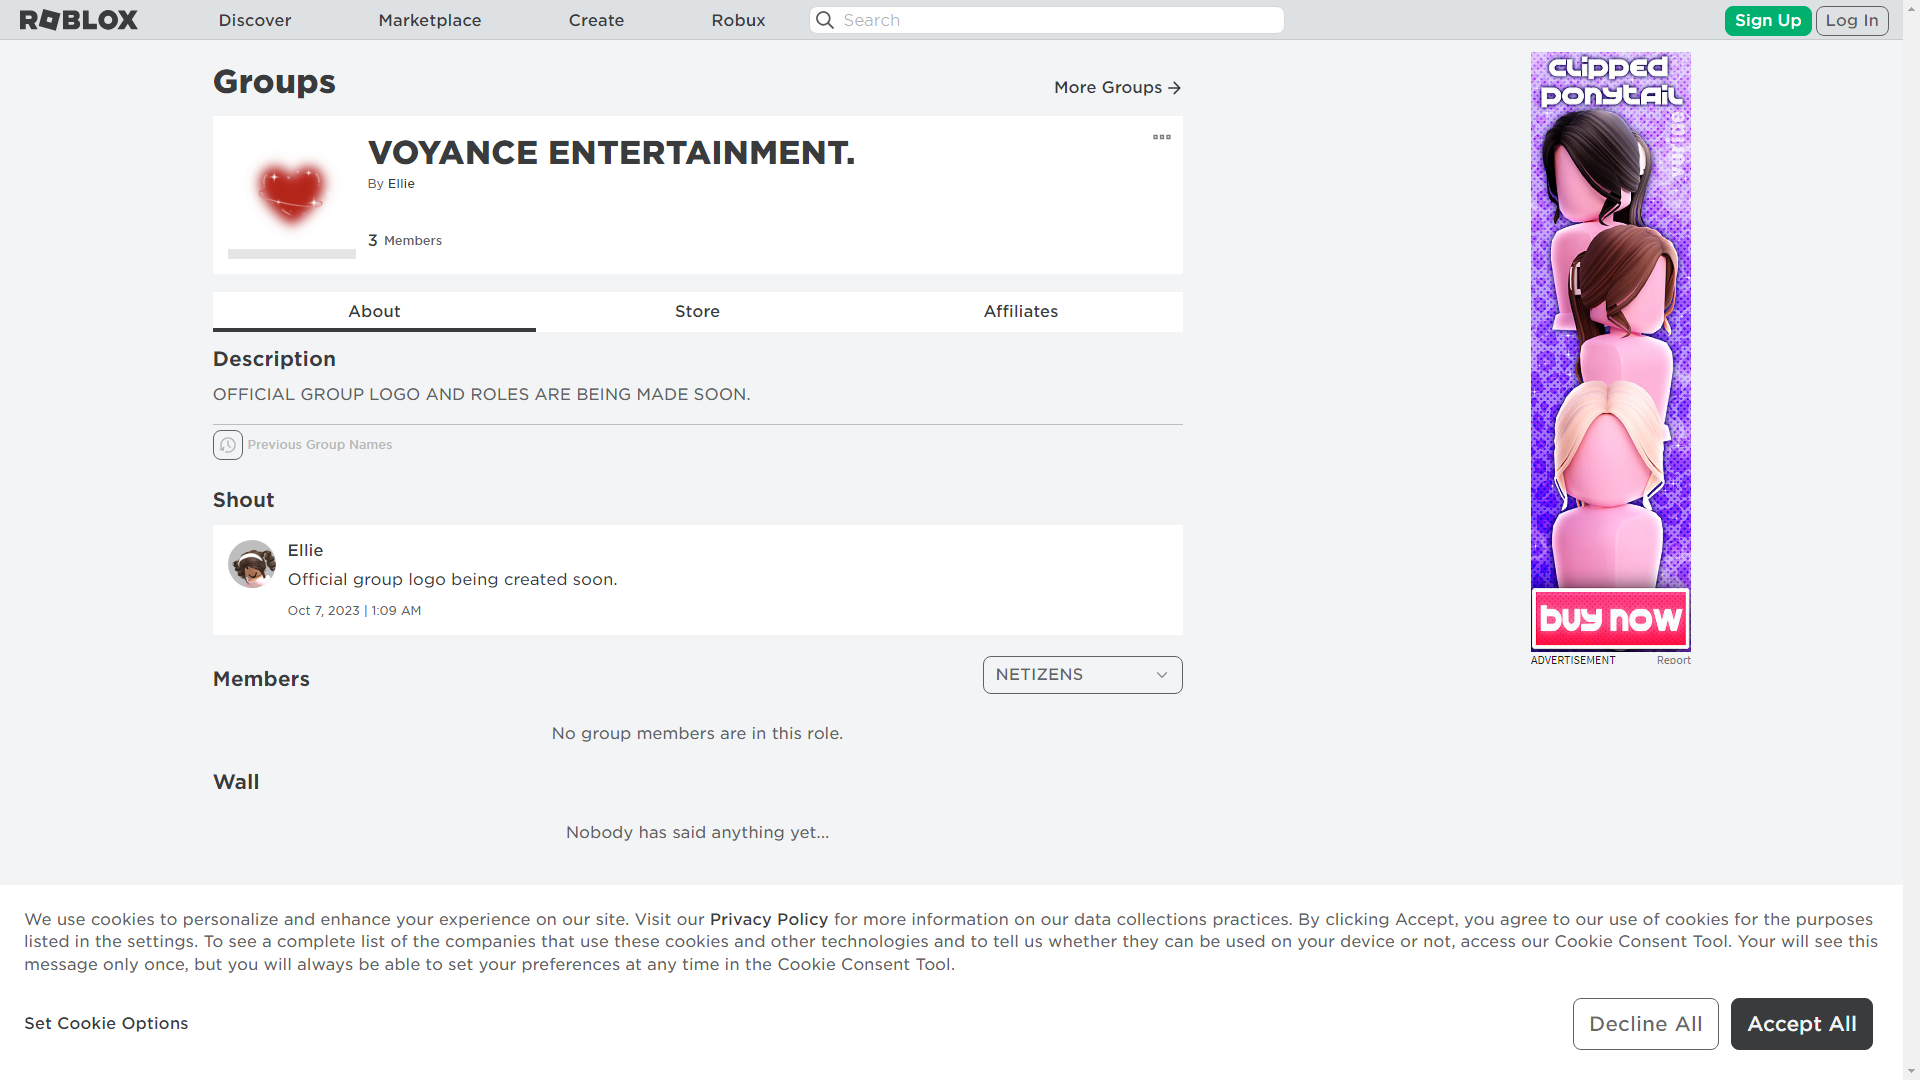 ROBLOX
Discover
Marketplace
Create
Robux
Search
Sign Up
Log In
Groups
More Groups
VOYANCE ENTERTAINMENT.
By Ellie
3 Members
About
Store
Affiliates
Description
OFFICIAL GROUP LOGO AND ROLES ARE BEING MADE SOON.
Previous Group Names
Shout
Ellie
Official group logo being created soon.
Oct 7, 2023 | 1:09 AM
Members
NETIZENS
No group members are in this role.
Wall
Nobody has said anything yet...
clipped
ponytail
buy now
ADVERTISEMENT
Report
We use cookies to personalize and enhance your experience on our site. Visit our Privacy Policy for more information on our data collections practices. By clicking Accept, you agree to our use of cookies for the purposes
listed in the settings. To see a complete list of the companies that use these cookies and other technologies and to tell us whether they can be used on your device or not, access our Cookie Consent Tool. Your will see this
message only once, but you will always be able to set your preferences at any time in the Cookie Consent Tool.
Set Cookie Options
Decline All
Accept All